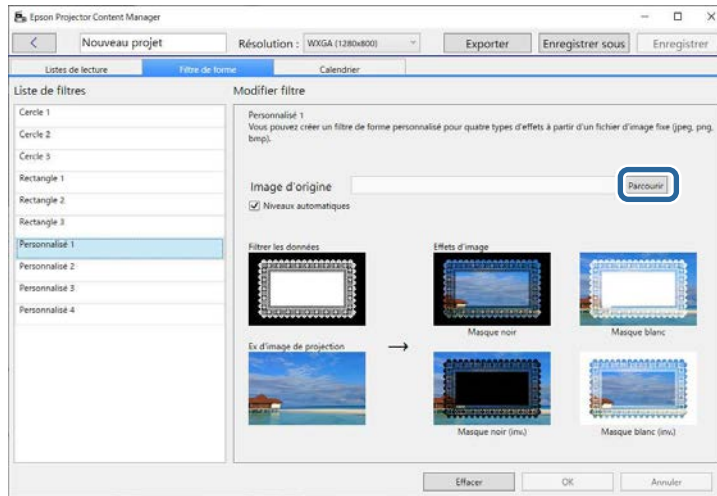 Epson Projector Content Manager
Nouveau projet
Résolution :
WXGA (1280x800)
Exporter
Enregistrer sous
Enregistrer
Listes de lecture
Filtre de forme
Calendrier
Liste de filtres
Cercle 1
Cercle 2
Cercle 3
Rectangle 1
Rectangle 2
Rectangle 3
Personnalisé 1
Personnalisé 2
Personnalisé 3
Personnalisé 4
Modifier filtre
Personnalisé 1
Vous pouvez créer un filtre de forme personnalisé pour quatre types d'effets à partir d'un fichier d'image fixe (jpeg, png,
bmp).
Image d'origine
Parcourir
Niveaux automatiques
Filtrer les données
Effets d'image
Masque noir
Masque blanc
Ex d'image de projection
Masque noir (inv.)
Masque blanc (inv.)
Effacer
OK
Annuler